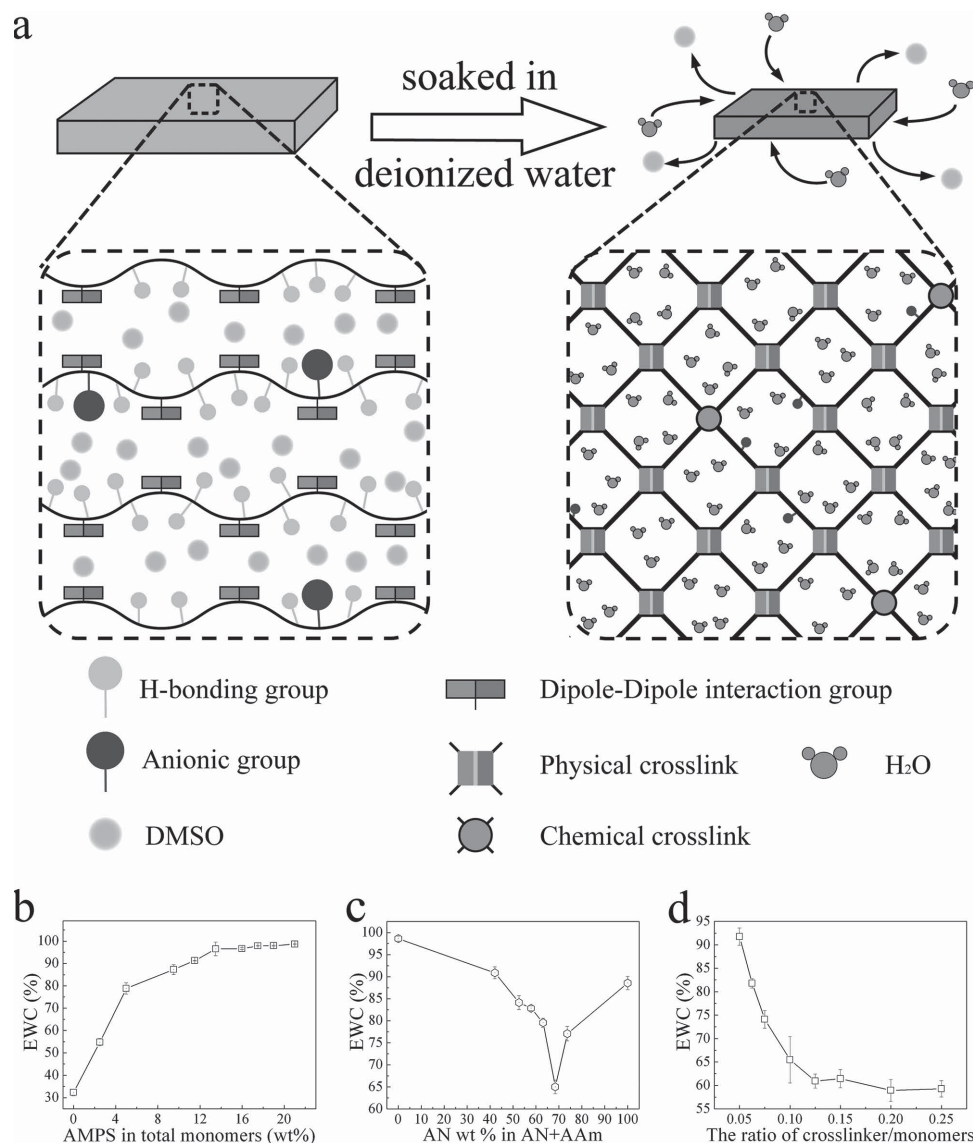 a
soaked in
deionized water
H-bonding group
Dipole-Dipole interaction group
Anionic group
Physical crosslink
H₂O
DMSO
Chemical crosslink
b
EWC (%)
100
90
80
70
60
50
40
30
0 4 8 12 16 20
AMPS in total monomers (wt%)
c
EWC (%)
100
95
90
85
80
75
70
65
60
0 10 20 30 40 50 60 70 80 90 100
AN wt % in AN+AAm
d
EWC (%)
95
90
85
80
75
70
65
60
55
0.05 0.10 0.15 0.20 0.25
The ratio of crosslinker/monomers